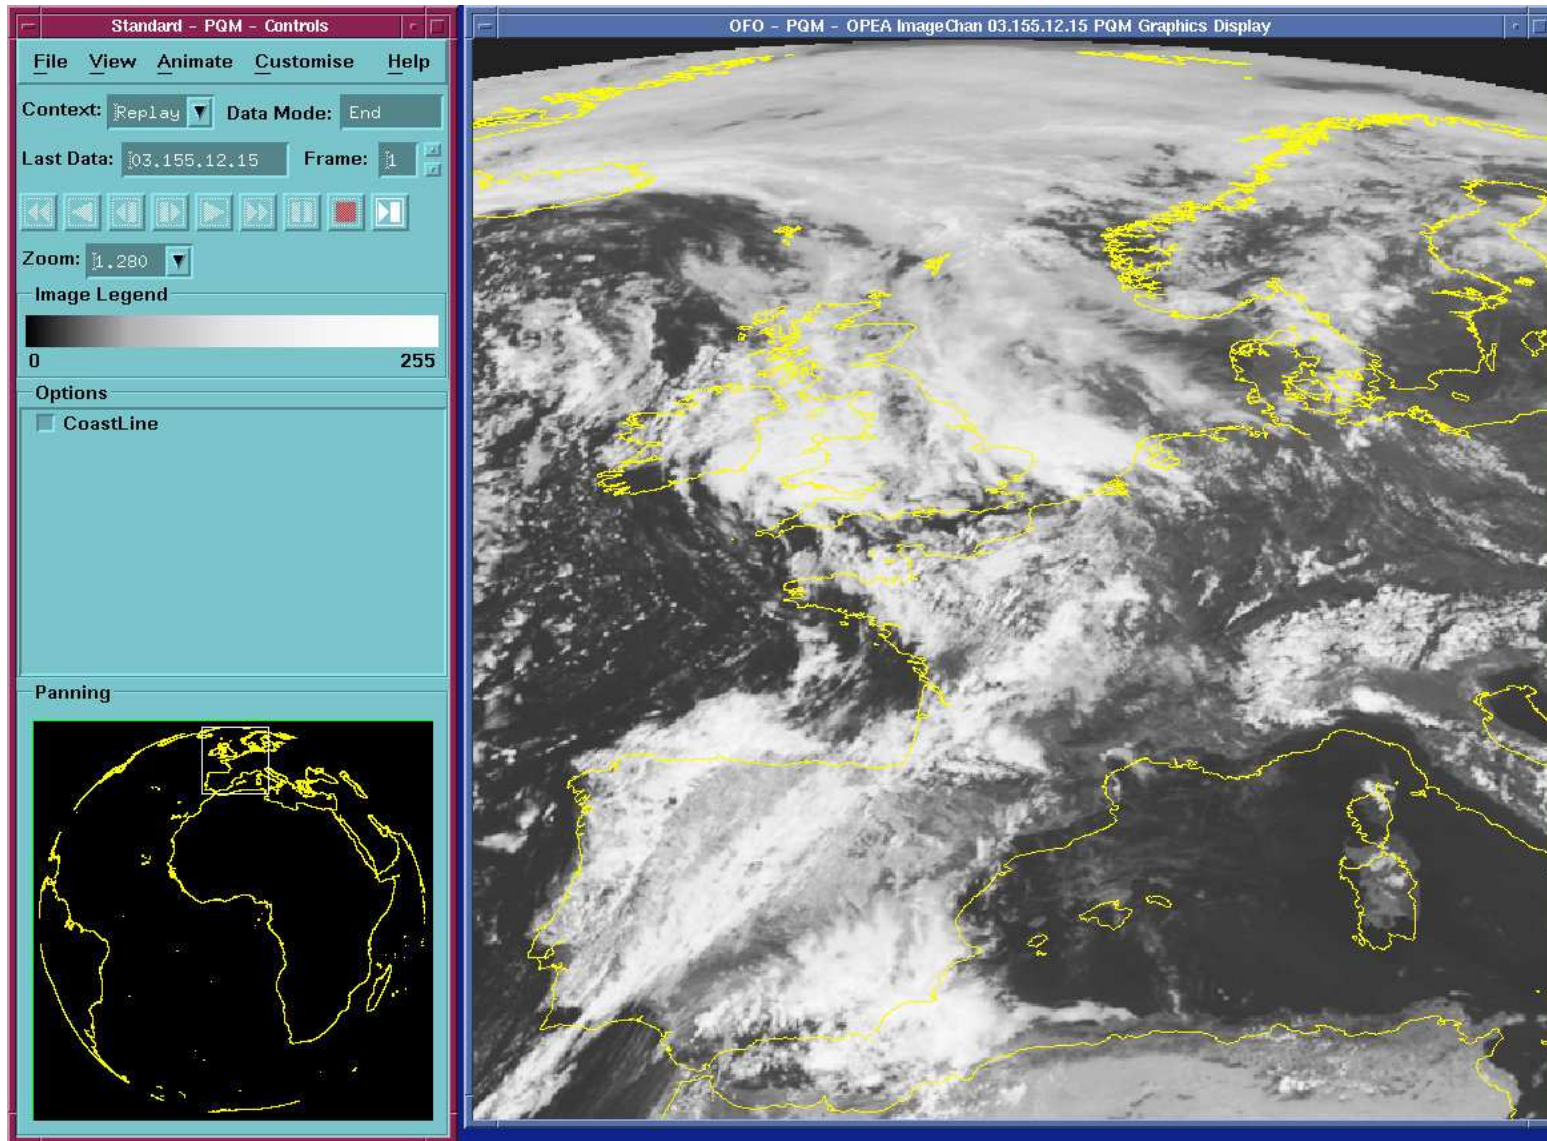 Standard - PQM - Controls
File View Animate Customise Help
Context: Replay Data Mode: End
Last Data: 03.155.12.15 Frame: 1
Zoom: 1.280
Image Legend
0 255
Options
CoastLine
Panning
OFO - PQM - OPEA ImageChan 03.155.12.15 PQM Graphics Display